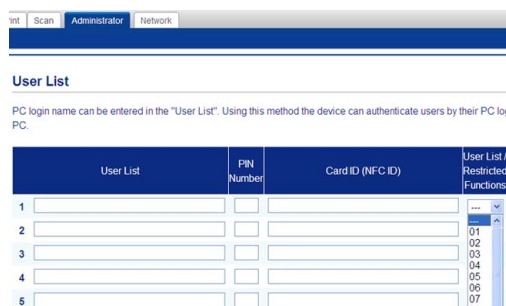 Scan Administrator Network
User List
PC login name can be entered in the "User List". Using this method the device can authenticate users by their PC
PC.
User List PIN Number Card ID (NFC ID) User List / Restricted Functions
1 ---
---
2 01
02
3 03
04
4 05
06
5 07